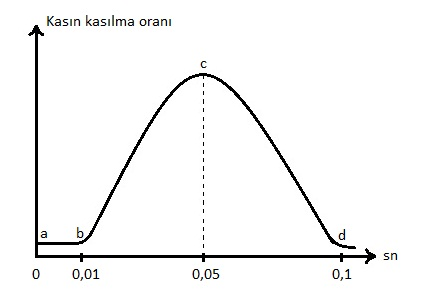 Kasın kasılma oranı
c
a
b
d
sn
0
0,01
0,05
0,1